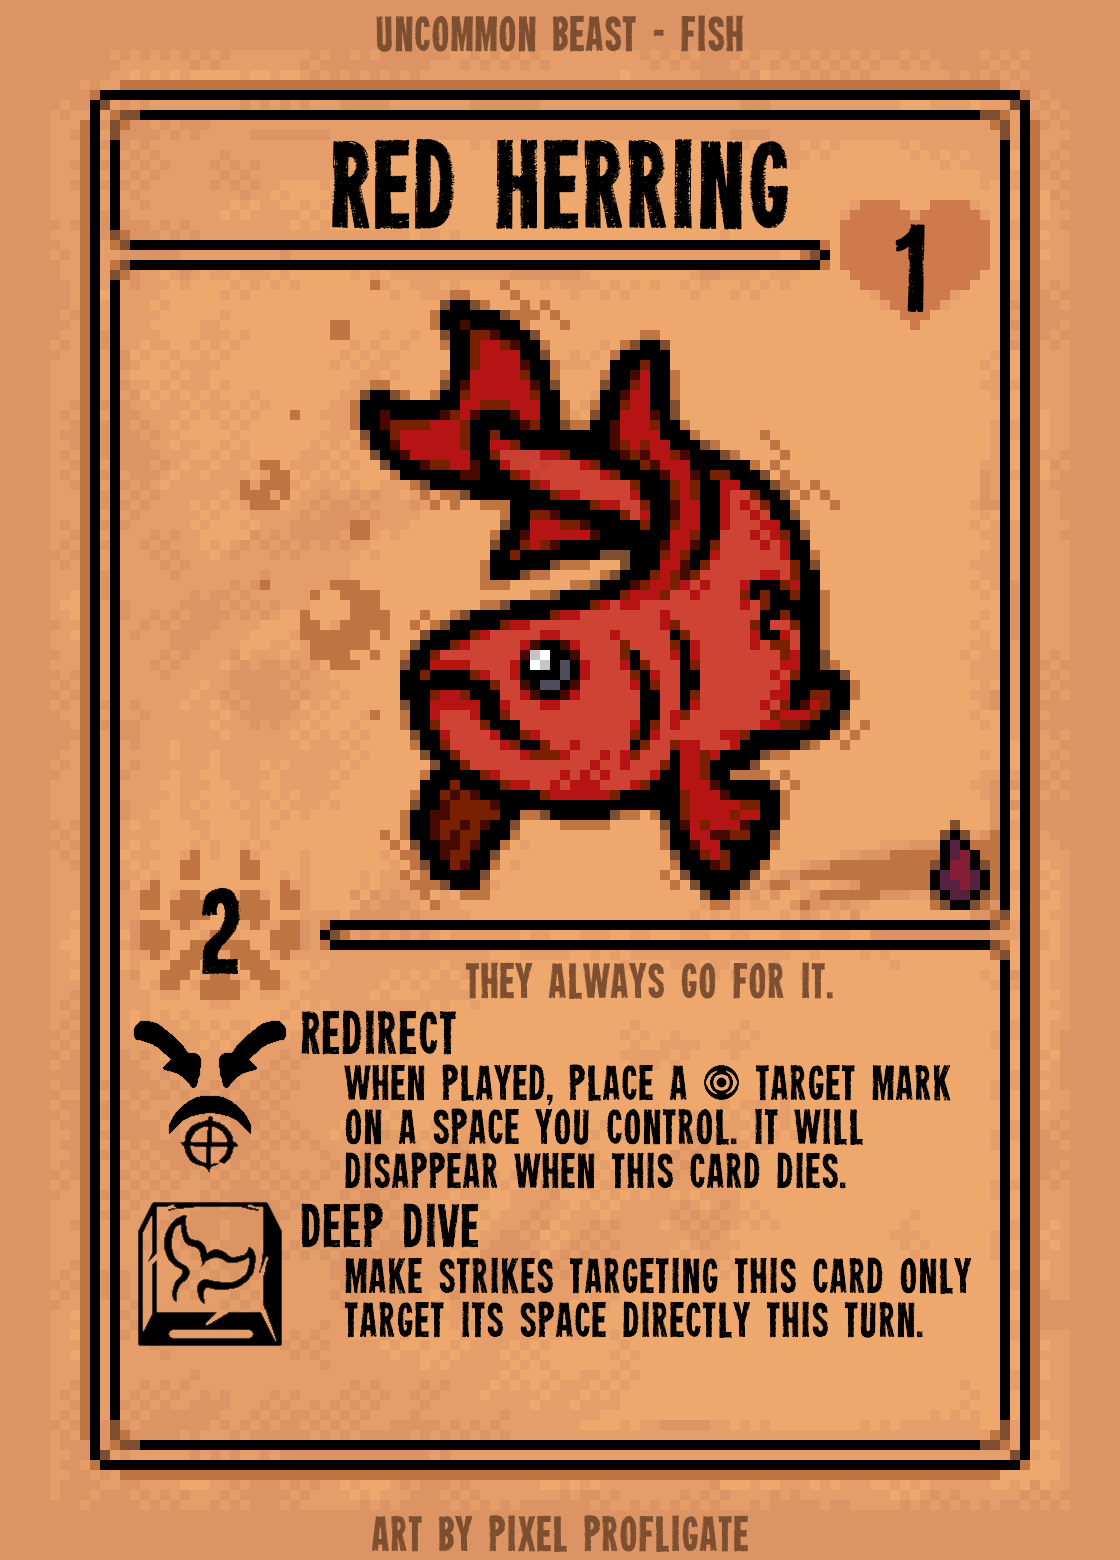 UNCOMMON BEAST - FISH
RED HERRING
1
2
THEY ALWAYS GO FOR IT.
REDIRECT
WHEN PLAYED, PLACE A TARGET MARK
ON A SPACE YOU CONTROL. IT WILL
DISAPPEAR WHEN THIS CARD DIES.
DEEP DIVE
MAKE STRIKES TARGETING THIS CARD ONLY
TARGET ITS SPACE DIRECTLY THIS TURN.
ART BY PIXEL PROFLIGATE